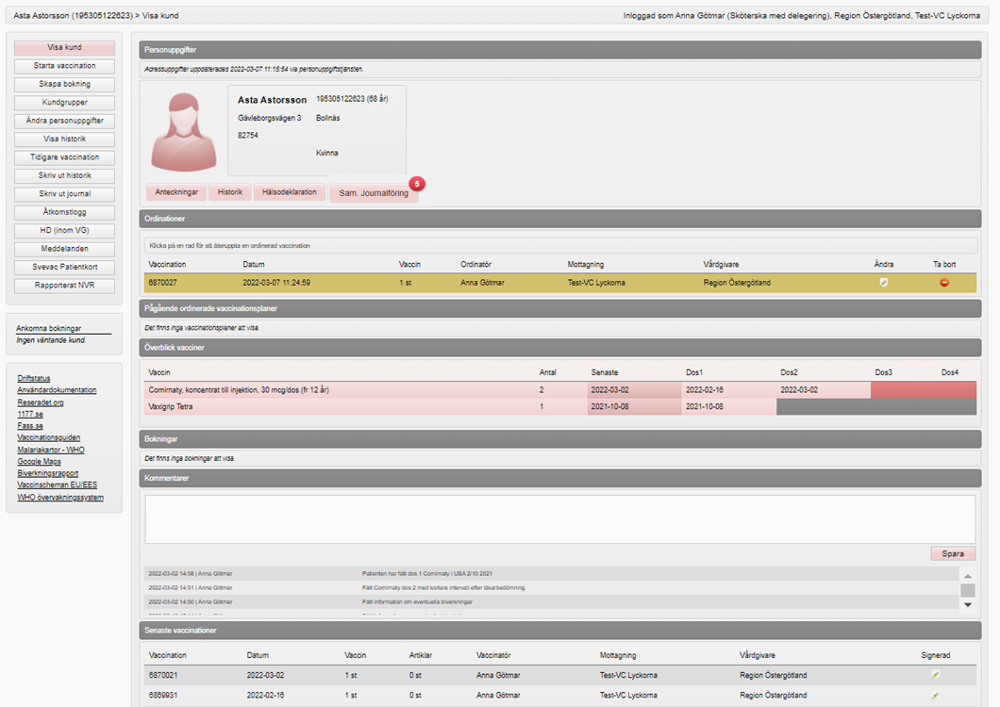 Asta Astorsson (195305122623) > Visa kund
Inloggad som Anna Götmar (Sköterska med delegering), Region Östergötland, Test-VC Lyckorna
Visa kund
Starta vaccination
Skapa bokning
Kundgrupper
Ändra personuppgifter
Visa historik
Tidigare vaccination
Skriv ut historik
Skriv ut journal
Åtkomstlogg
HD (inom VG)
Meddelanden
Svevac Patientkort
Rapporterat NVR
Ankomna bokningar
Ingen väntande kund.
Driftstatus
Användardokumentation
Reseradet.org
1177.se
Fass.se
Vaccinationsguiden
Malariakartor - WHO
Google Maps
Biverkningsrapport
Vaccinscheman EU/EES
WHO övervakningssystem
Personuppgifter
Adressuppgifter uppdaterades 2022-03-07 11:15:54 via personuppgiftstjänsten.
Asta Astorsson 195305122623 (68 år)
Gävleborgsvägen 3 Bollnäs
82754
Kvinna
Anteckningar Historik Hälsodeklaration Sam. Journalföring 5
Ordinationer
Klicka på en rad för att återuppta en ordinerad vaccination
Vaccination Datum Vaccin Ordinatör Mottagning Vårdgivare Ändra Ta bort
6870027 2022-03-07 11:24:59 1 st Anna Götmar Test-VC Lyckorna Region Östergötland
Pågående ordinerade vaccinationsplaner
Det finns inga vaccinationsplaner att visa.
Överblick vacciner
Vaccin Antal Senaste Dos1 Dos2 Dos3 Dos4
Comirnaty, koncentrat till injektion, 30 mcg/dos (fr 12 år) 2 2022-03-02 2022-02-16 2022-03-02
Vaxigrip Tetra 1 2021-10-08 2021-10-08
Bokningar
Det finns inga bokningar att visa.
Kommentarer
Spara
2022-03-02 14:58 | Anna Götmar Patienten har fått dos 1 Comirnaty i USA 2/10 2021
2022-03-02 14:51 | Anna Götmar Fått Comirnaty dos 2 med kortare intervall efter läkarbedömning.
2022-03-02 14:50 | Anna Götmar Fått information om eventuella biverkningar
Senaste vaccinationer
Vaccination Datum Vaccin Artiklar Vaccinatör Mottagning Vårdgivare Signerad
6870021 2022-03-02 1 st 0 st Anna Götmar Test-VC Lyckorna Region Östergötland
6869931 2022-02-16 1 st 0 st Anna Götmar Test-VC Lyckorna Region Östergötland